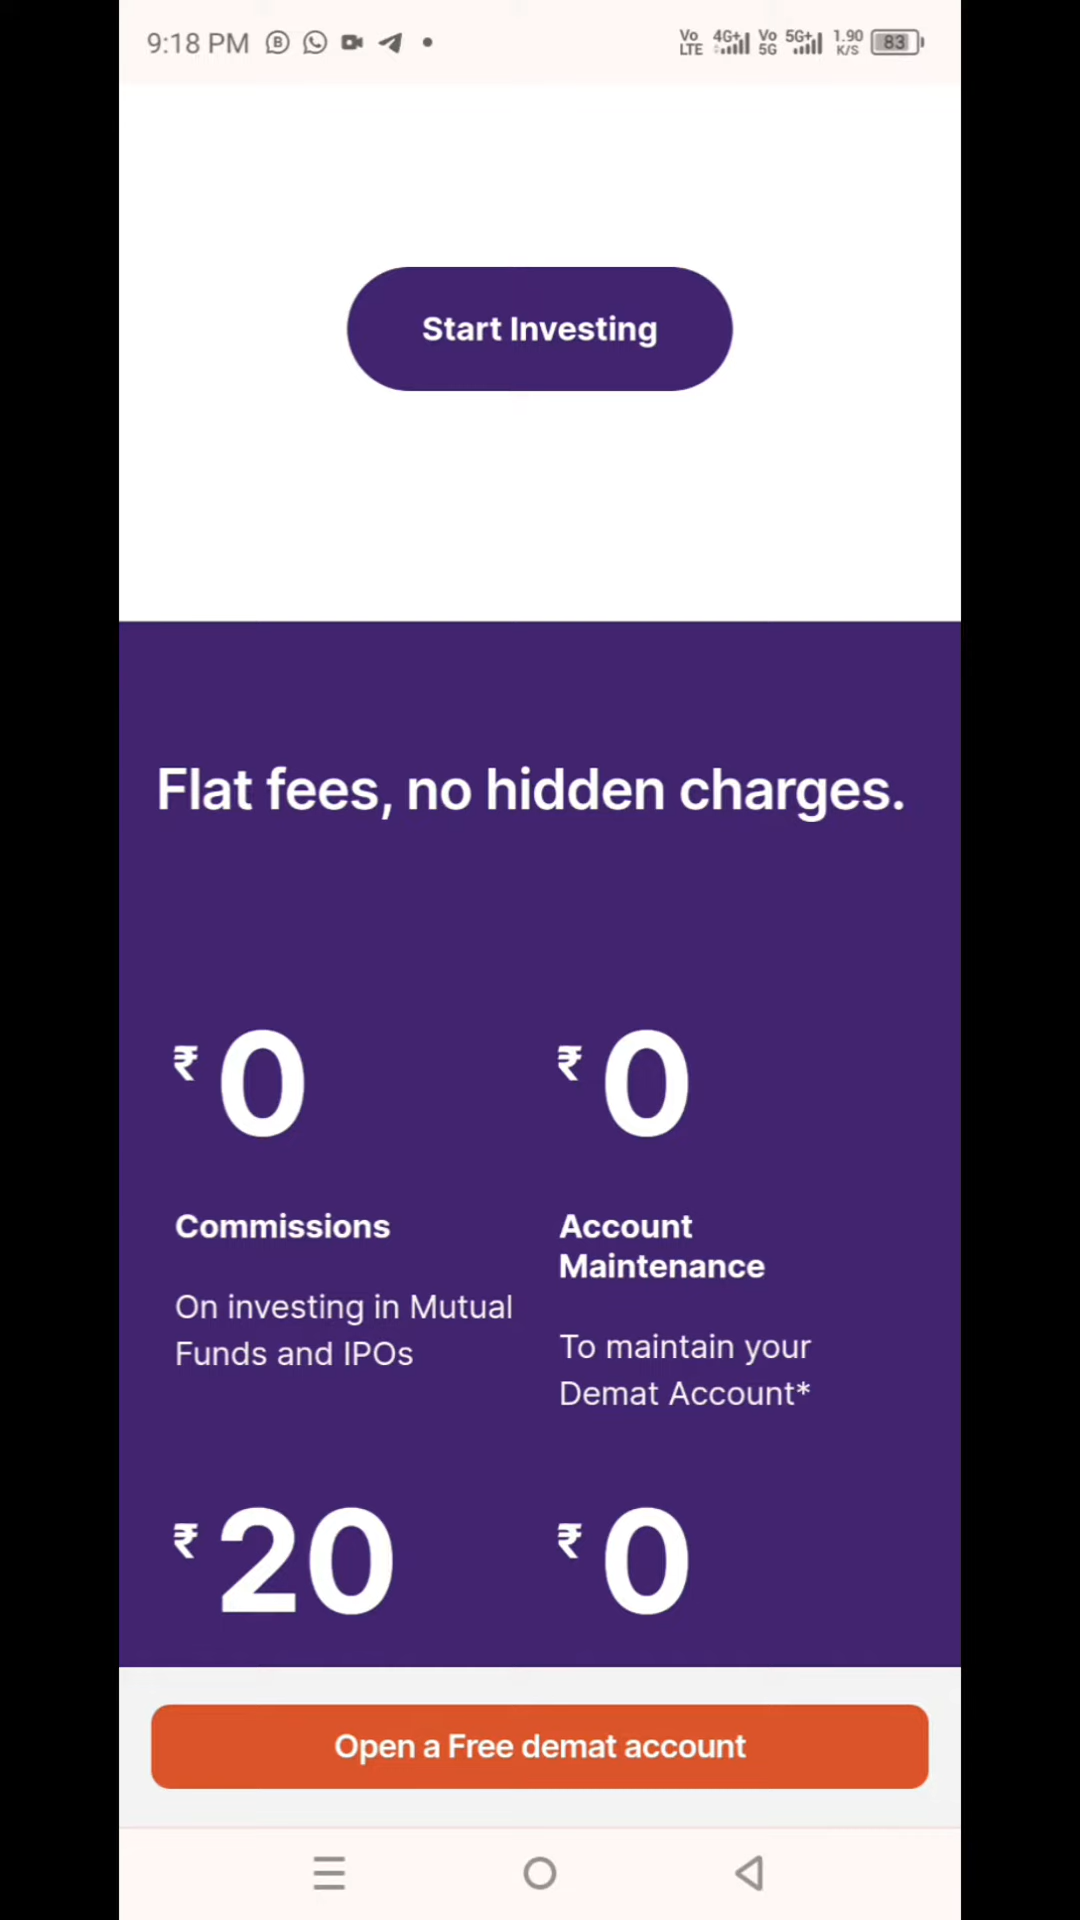 9:18 PM
Vo LTE 4G+ Vo 5G 5G+ 1.90 K/S 83
Start Investing
Flat fees, no hidden charges.
₹ 0
Commissions
On investing in Mutual
Funds and IPOs
₹ 0
Account
Maintenance
To maintain your
Demat Account*
₹ 20
₹ 0
Open a Free demat account